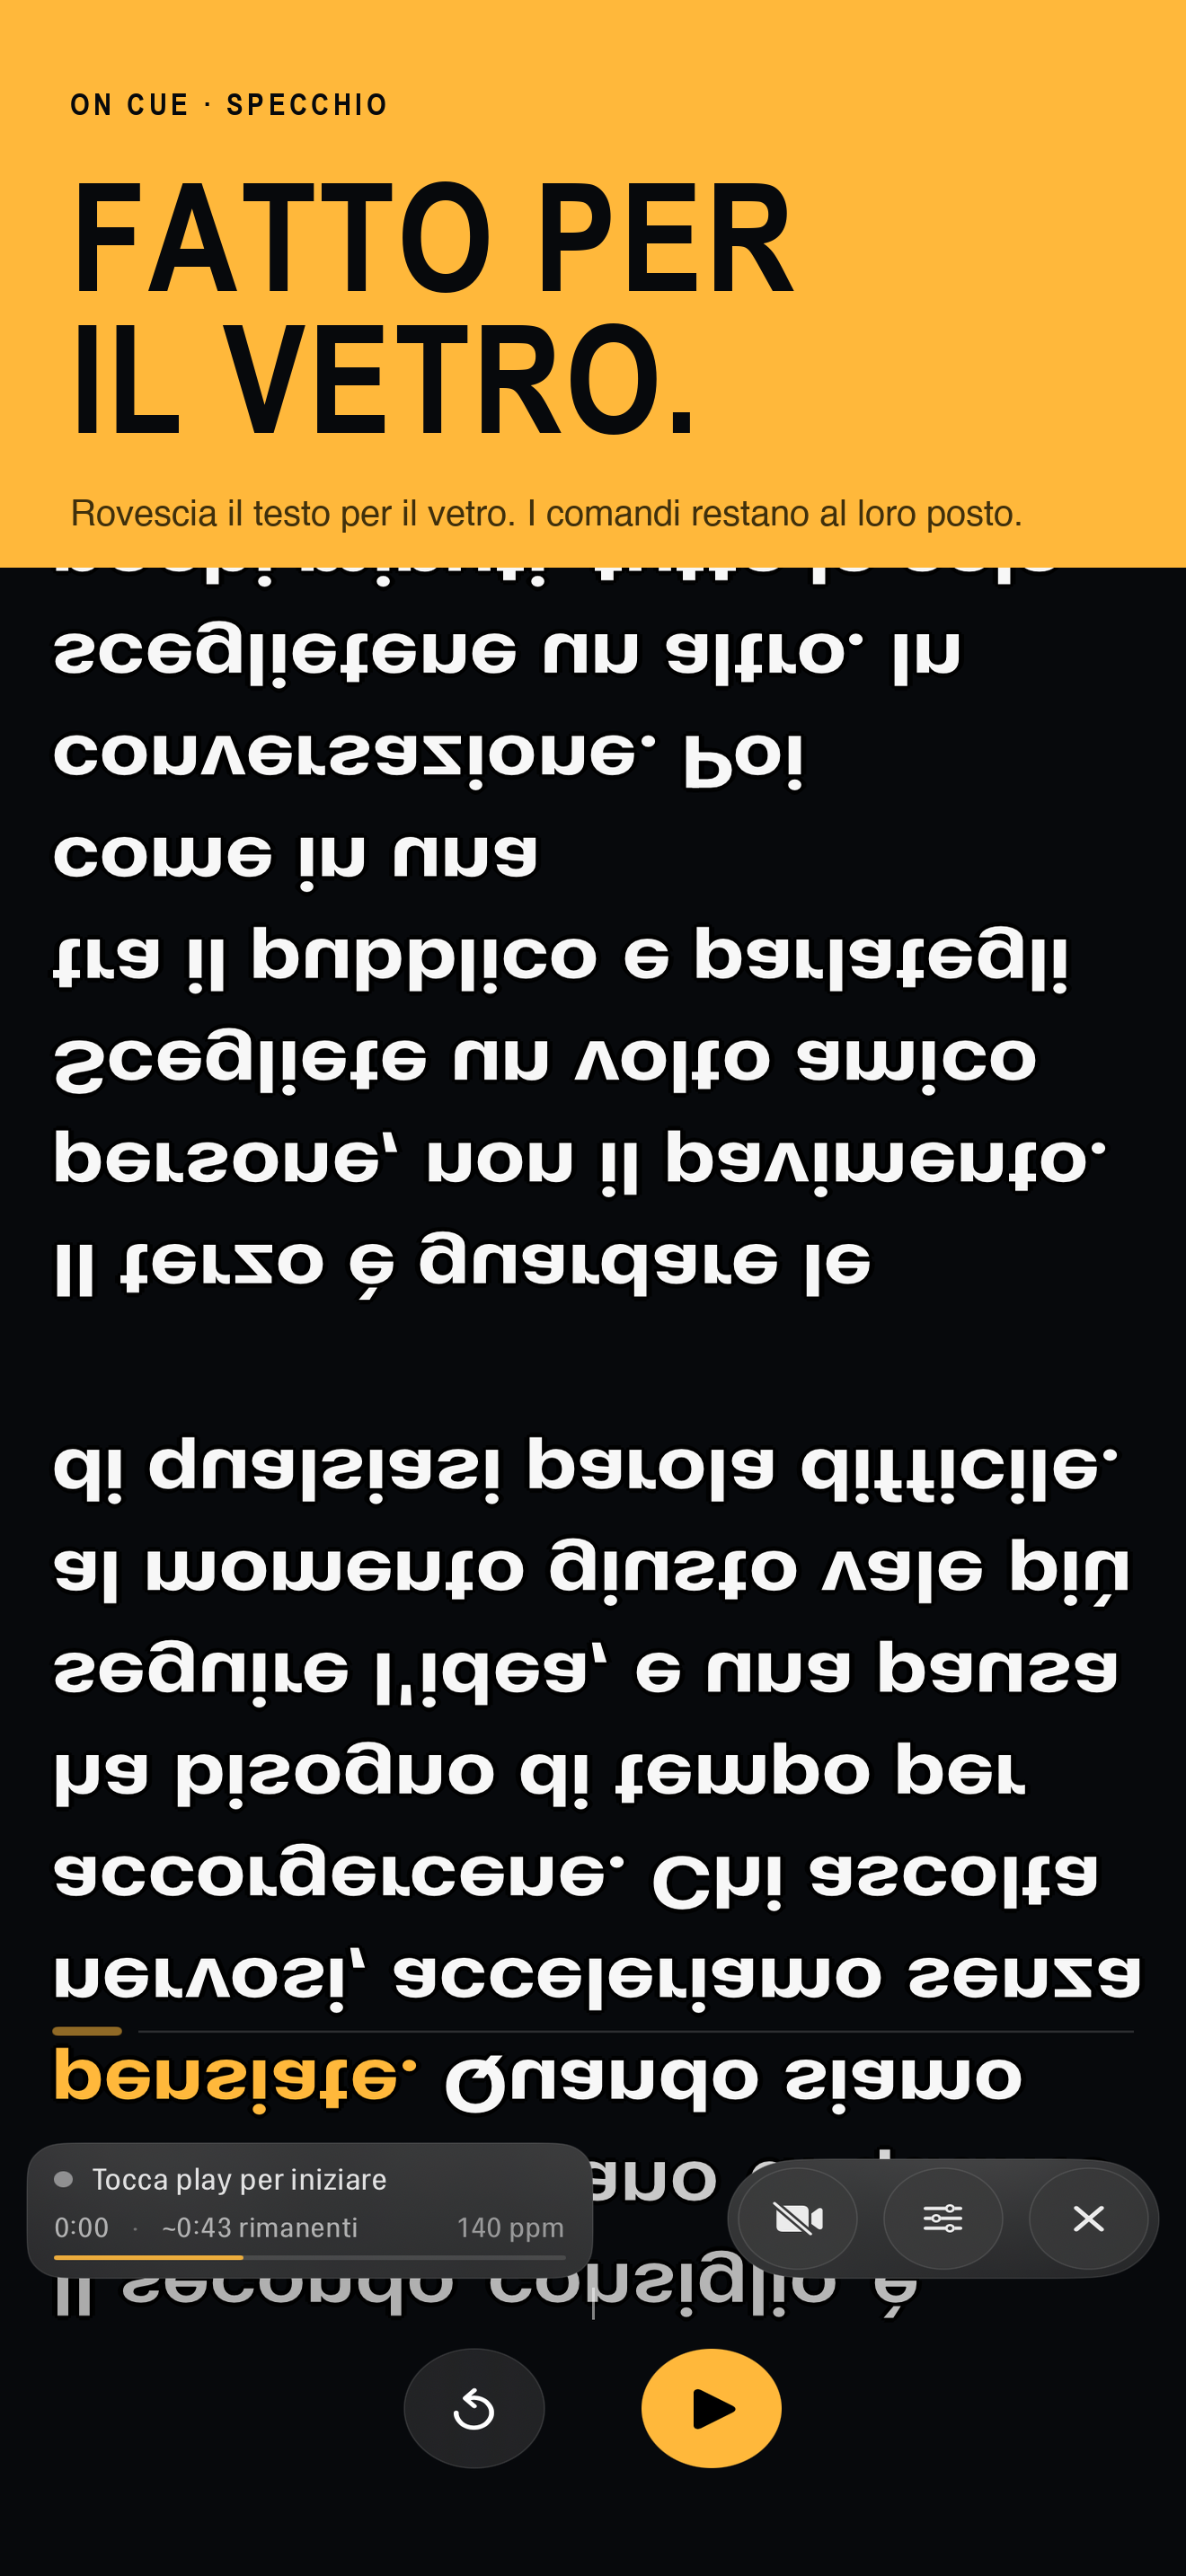 ON CUE · SPECCHIO
FATTO PER
IL VETRO.
Rovescia il testo per il vetro. I comandi restano al loro posto.
Il secondo consiglio è
pensiate. Quando siamo
nervosi, acceleriamo senza
accorgercene. Chi ascolta
ha bisogno di tempo per
seguire l'idea, e una pausa
al momento giusto vale più
di qualsiasi parola difficile.
Il terzo è guardare le
persone, non il pavimento.
Scegliete un volto amico
tra il pubblico e parlategli
come in una
conversazione. Poi
sceglietene un altro. In
Tocca play per iniziare
0:00 · ~0:43 rimanenti 140 ppm